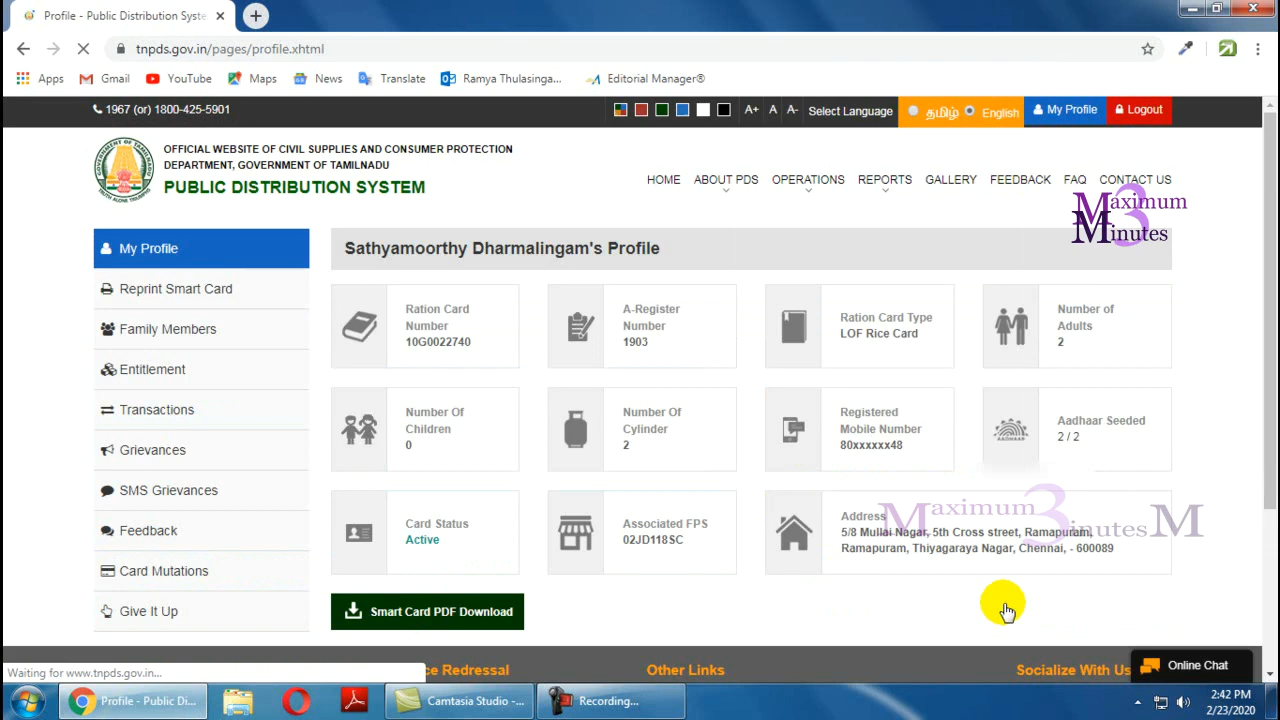 Profile - Public Distribution Syste
tnpds.gov.in/pages/profile.xhtml
Apps Gmail YouTube Maps News Translate Ramya Thulasinga... Editorial Manager®
1967 (or) 1800-425-5901
A+ A A- Select Language தமிழ் English My Profile Logout
OFFICIAL WEBSITE OF CIVIL SUPPLIES AND CONSUMER PROTECTION
DEPARTMENT, GOVERNMENT OF TAMILNADU
PUBLIC DISTRIBUTION SYSTEM
HOME ABOUT PDS OPERATIONS REPORTS GALLERY FEEDBACK FAQ CONTACT US
Maximum
3
Minutes
My Profile
Reprint Smart Card
Family Members
Entitlement
Transactions
Grievances
SMS Grievances
Feedback
Card Mutations
Give It Up
Sathyamoorthy Dharmalingam's Profile
Ration Card
Number
10G0022740
A-Register
Number
1903
Ration Card Type
LOF Rice Card
Number of
Adults
2
Number Of
Children
0
Number Of
Cylinder
2
Registered
Mobile Number
80xxxxxx48
AADHAAR
Aadhaar Seeded
2 / 2
Card Status
Active
Associated FPS
02JD118SC
Address
5/8 Mullai Nagar, 5th Cross street, Ramapuram,
Ramapuram, Thiyagaraya Nagar, Chennai, - 600089
Maximum 3 inutes M
Smart Card PDF Download
ce Redressal Other Links Socialize With Us
Online Chat
Waiting for www.tnpds.gov.in...
Profile - Public Di... Camtasia Studio -... Recording...
2:42 PM
2/23/2020